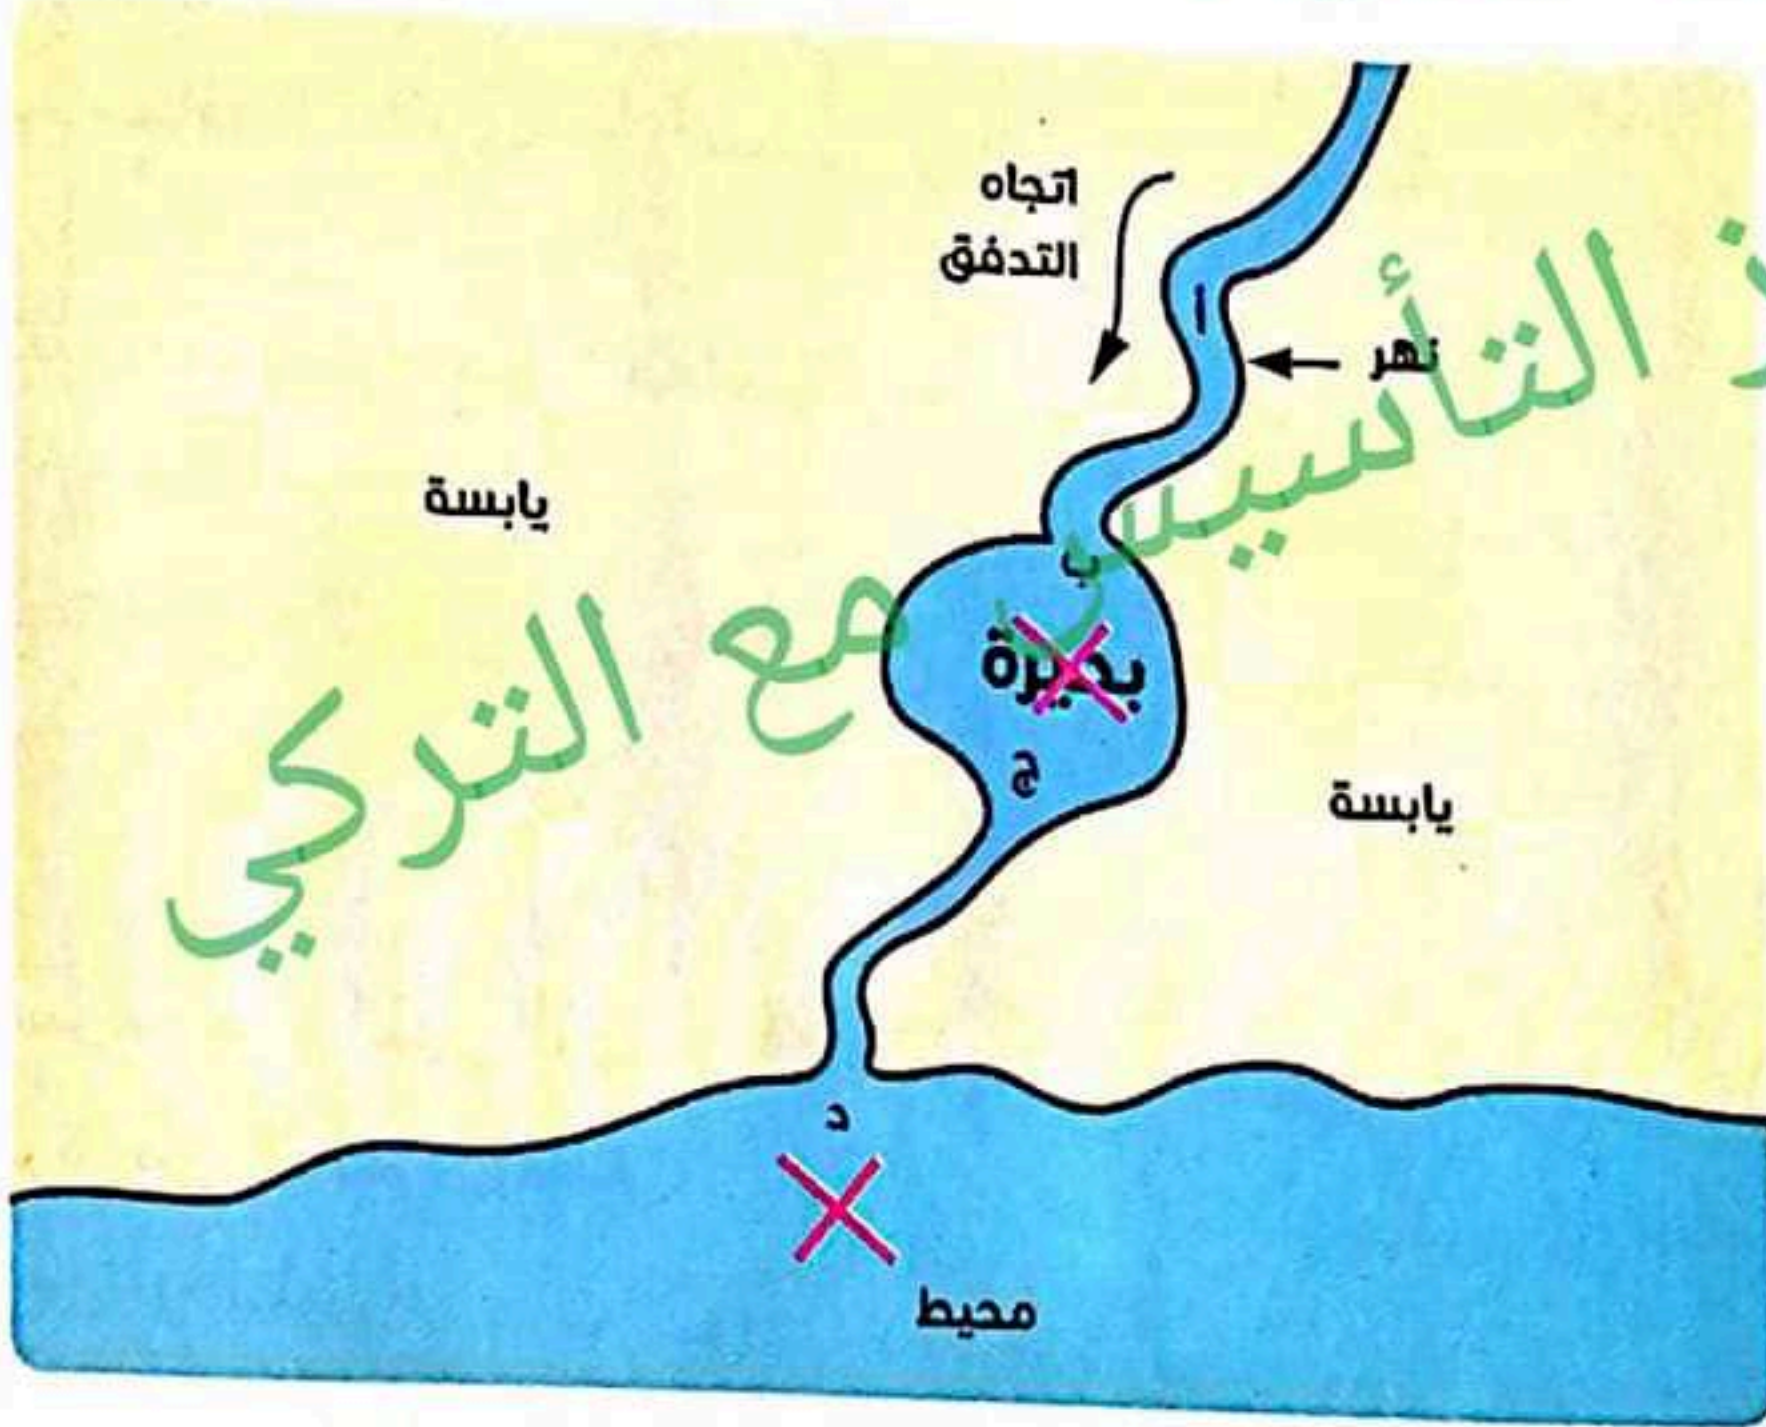 اتجاه
التدفق
ا
نهر
يابسة
ب
بحيرة
ج
يابسة
د
محيط
التأسيس مع التركي